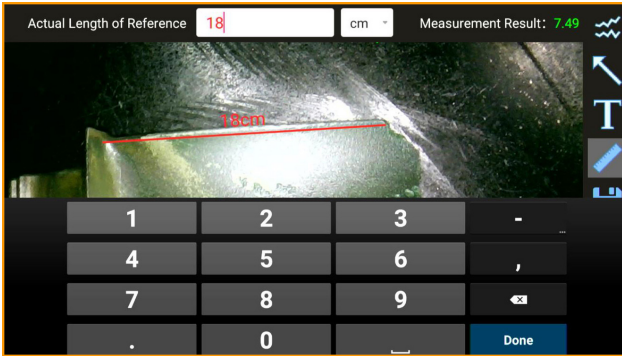 Actual Length of Reference 18 cm Measurement Result: 7.49
18cm
T
1 2 3 -
...
4 5 6 ,
7 8 9
. 0 Done